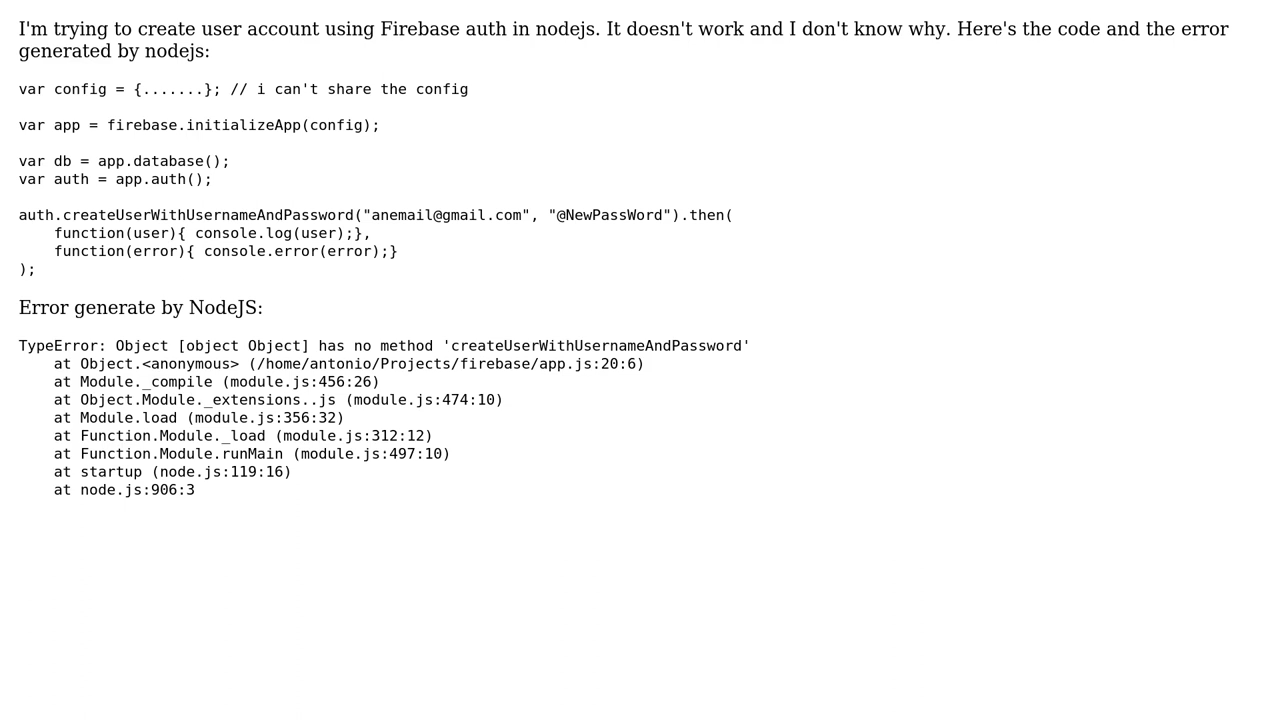 I'm trying to create user account using Firebase auth in nodejs. It doesn't work and I don't know why. Here's the code and the error
generated by nodejs:
var config = {.......}; // i can't share the config
var app = firebase.initializeApp(config);
var db = app.database();
var auth = app.auth();
auth.createUserWithUsernameAndPassword("anemail@gmail.com", "@NewPassWord").then(
    function(user){ console.log(user);},
    function(error){ console.error(error);}
);
Error generate by NodeJS:
TypeError: Object [object Object] has no method 'createUserWithUsernameAndPassword'
    at Object.<anonymous> (/home/antonio/Projects/firebase/app.js:20:6)
    at Module._compile (module.js:456:26)
    at Object.Module._extensions..js (module.js:474:10)
    at Module.load (module.js:356:32)
    at Function.Module._load (module.js:312:12)
    at Function.Module.runMain (module.js:497:10)
    at startup (node.js:119:16)
    at node.js:906:3